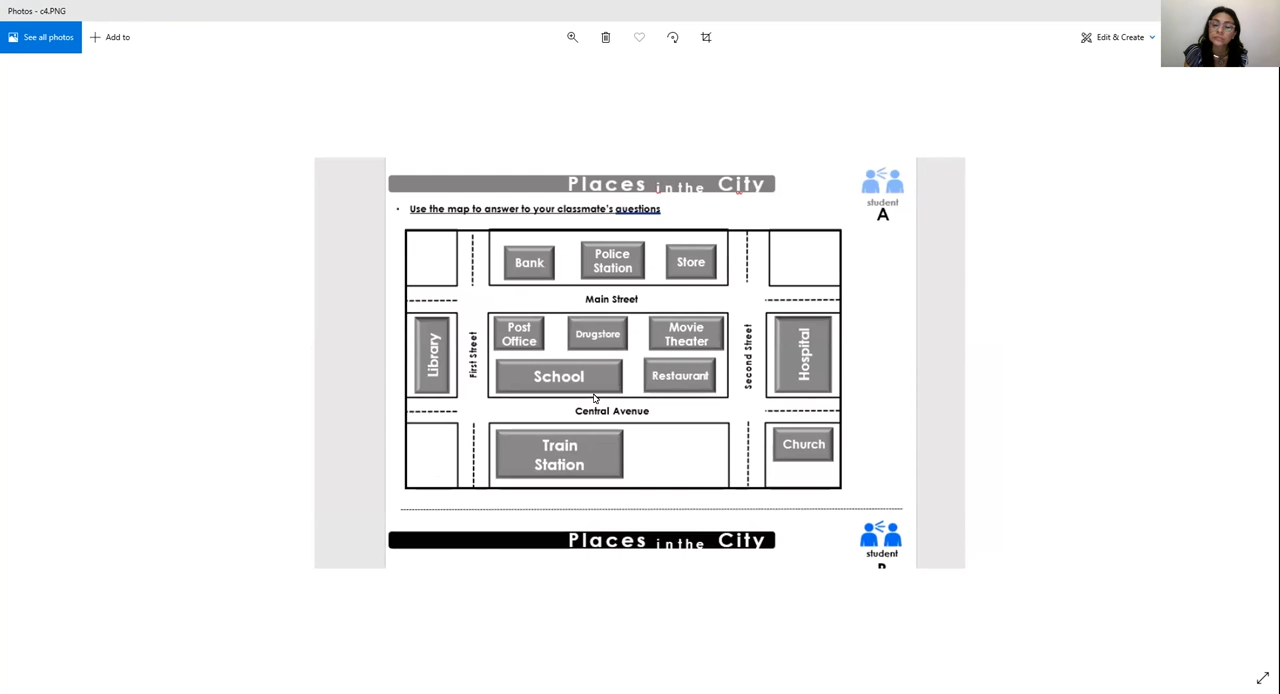 Photos - c4.PNG
See all photos
Add to
Edit & Create
Places in the City
student
A
• Use the map to answer to your classmate's questions
Bank
Police
Station
Store
Main Street
Library
First Street
Post
Office
Drugstore
Movie
Theater
Second Street
Hospital
School
Restaurant
Central Avenue
Train
Station
Church
Places in the City
student